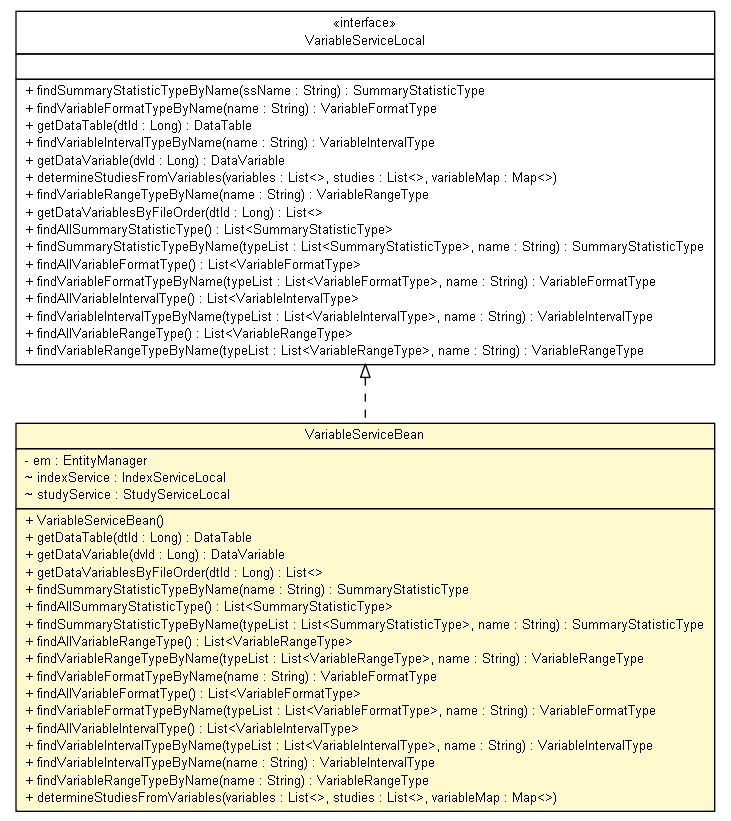 «interface»
VariableServiceLocal
+ findSummaryStatisticTypeByName(ssName : String) : SummaryStatisticType
+ findVariableFormatTypeByName(name : String) : VariableFormatType
+ getDataTable(dtId : Long) : DataTable
+ findVariableIntervalTypeByName(name : String) : VariableIntervalType
+ getDataVariable(dvId : Long) : DataVariable
+ determineStudiesFromVariables(variables : List<>, studies : List<>, variableMap : Map<>)
+ findVariableRangeTypeByName(name : String) : VariableRangeType
+ getDataVariablesByFileOrder(dtId : Long) : List<>
+ findAllSummaryStatisticType() : List<SummaryStatisticType>
+ findSummaryStatisticTypeByName(typeList : List<SummaryStatisticType>, name : String) : SummaryStatisticType
+ findAllVariableFormatType() : List<VariableFormatType>
+ findVariableFormatTypeByName(typeList : List<VariableFormatType>, name : String) : VariableFormatType
+ findAllVariableIntervalType() : List<VariableIntervalType>
+ findVariableIntervalTypeByName(typeList : List<VariableIntervalType>, name : String) : VariableIntervalType
+ findAllVariableRangeType() : List<VariableRangeType>
+ findVariableRangeTypeByName(typeList : List<VariableRangeType>, name : String) : VariableRangeType
VariableServiceBean
- em : EntityManager
~ indexService : IndexServiceLocal
~ studyService : StudyServiceLocal
+ VariableServiceBean()
+ getDataTable(dtId : Long) : DataTable
+ getDataVariable(dvId : Long) : DataVariable
+ getDataVariablesByFileOrder(dtId : Long) : List<>
+ findSummaryStatisticTypeByName(name : String) : SummaryStatisticType
+ findAllSummaryStatisticType() : List<SummaryStatisticType>
+ findSummaryStatisticTypeByName(typeList : List<SummaryStatisticType>, name : String) : SummaryStatisticType
+ findAllVariableRangeType() : List<VariableRangeType>
+ findVariableRangeTypeByName(typeList : List<VariableRangeType>, name : String) : VariableRangeType
+ findVariableFormatTypeByName(name : String) : VariableFormatType
+ findAllVariableFormatType() : List<VariableFormatType>
+ findVariableFormatTypeByName(typeList : List<VariableFormatType>, name : String) : VariableFormatType
+ findAllVariableIntervalType() : List<VariableIntervalType>
+ findVariableIntervalTypeByName(typeList : List<VariableIntervalType>, name : String) : VariableIntervalType
+ findVariableIntervalTypeByName(name : String) : VariableIntervalType
+ findVariableRangeTypeByName(name : String) : VariableRangeType
+ determineStudiesFromVariables(variables : List<>, studies : List<>, variableMap : Map<>)